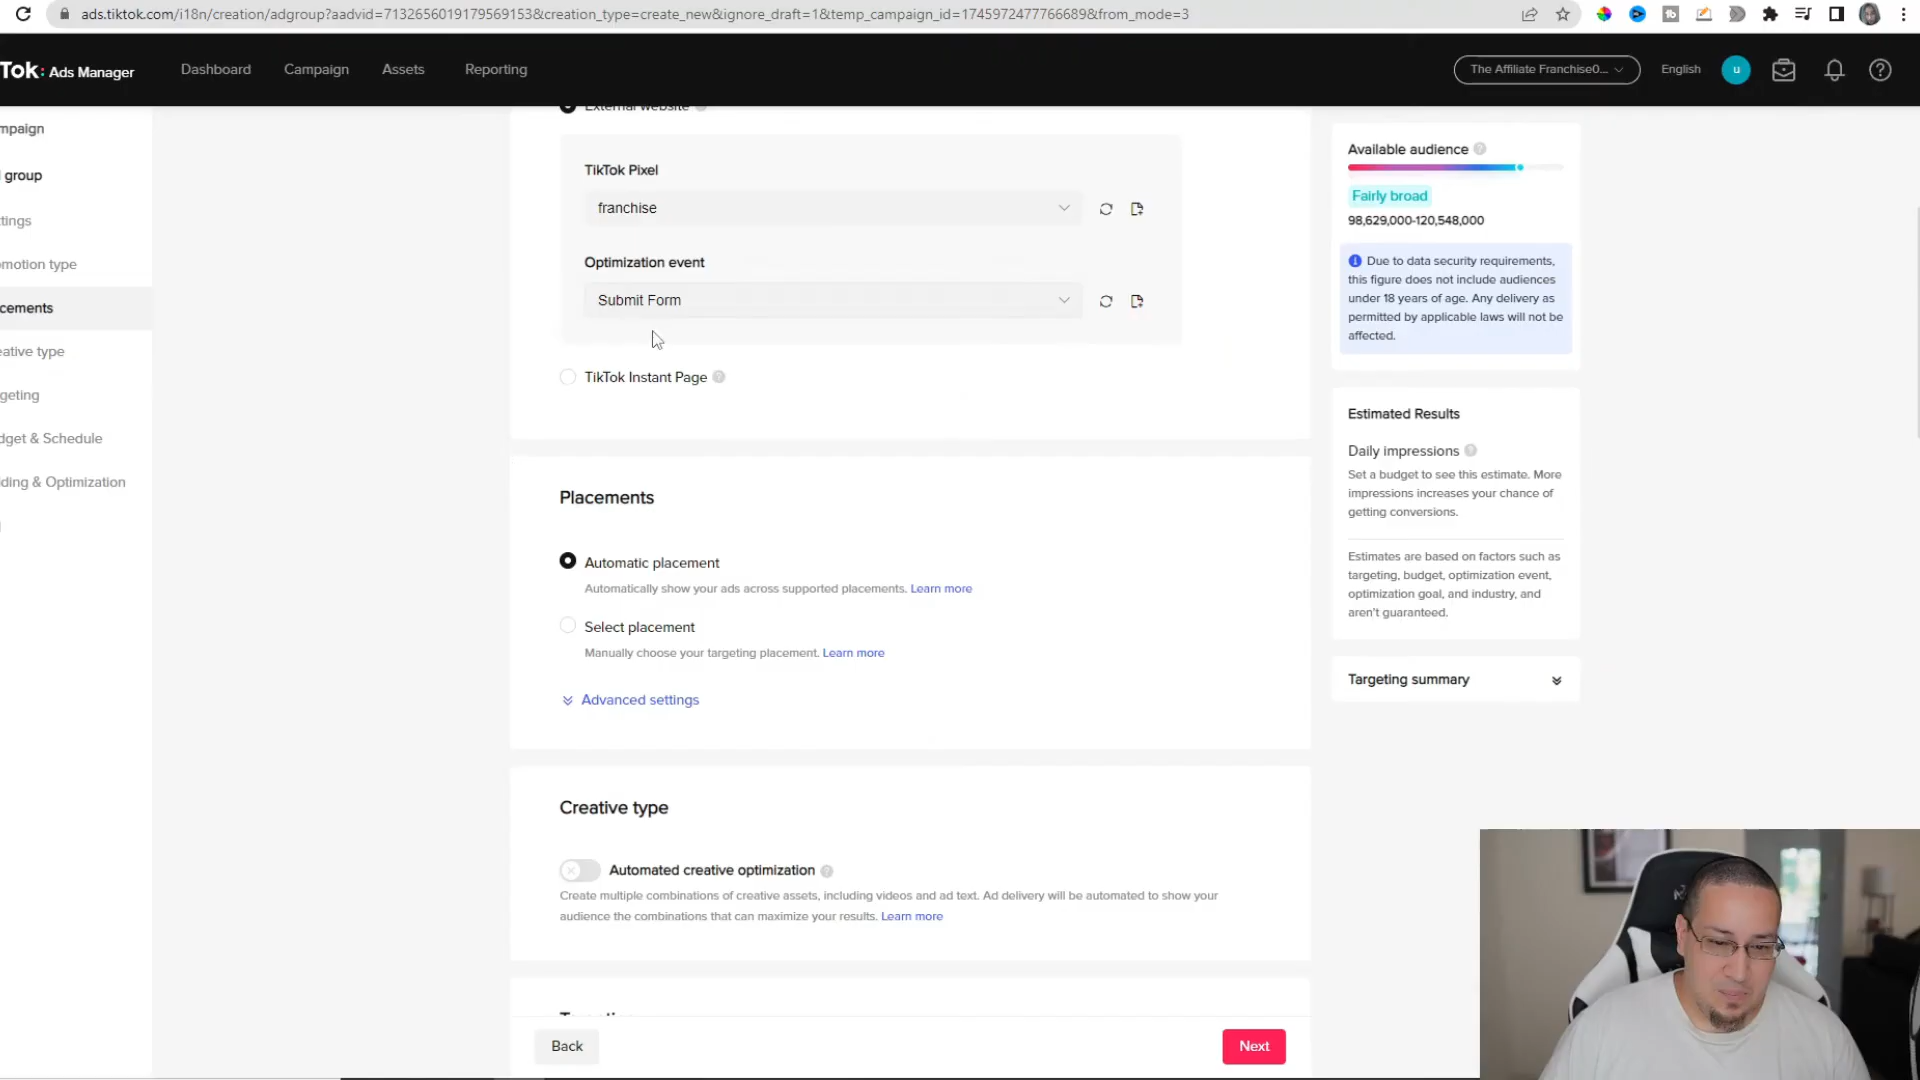 ads.tiktok.com/i18n/creation/adgroup?aadvid=7132656019179569153&creation_type=create_new&ignore_draft=1&temp_campaign_id=1745972477766689&from_mode=3
Tok: Ads Manager
Dashboard
Campaign
Assets
Reporting
The Affiliate Franchise0...
English
u
mpaign
group
tings
motion type
cements
eative type
geting
dget & Schedule
ding & Optimization
External website
TikTok Pixel
franchise
Optimization event
Submit Form
TikTok Instant Page
Placements
Automatic placement
Automatically show your ads across supported placements. Learn more
Select placement
Manually choose your targeting placement. Learn more
Advanced settings
Creative type
Automated creative optimization
Create multiple combinations of creative assets, including videos and ad text. Ad delivery will be automated to show your
audience the combinations that can maximize your results. Learn more
Back
Next
Available audience
Fairly broad
98,629,000-120,548,000
Due to data security requirements,
this figure does not include audiences
under 18 years of age. Any delivery as
permitted by applicable laws will not be
affected.
Estimated Results
Daily impressions
Set a budget to see this estimate. More
impressions increases your chance of
getting conversions.
Estimates are based on factors such as
targeting, budget, optimization event,
optimization goal, and industry, and
aren't guaranteed.
Targeting summary